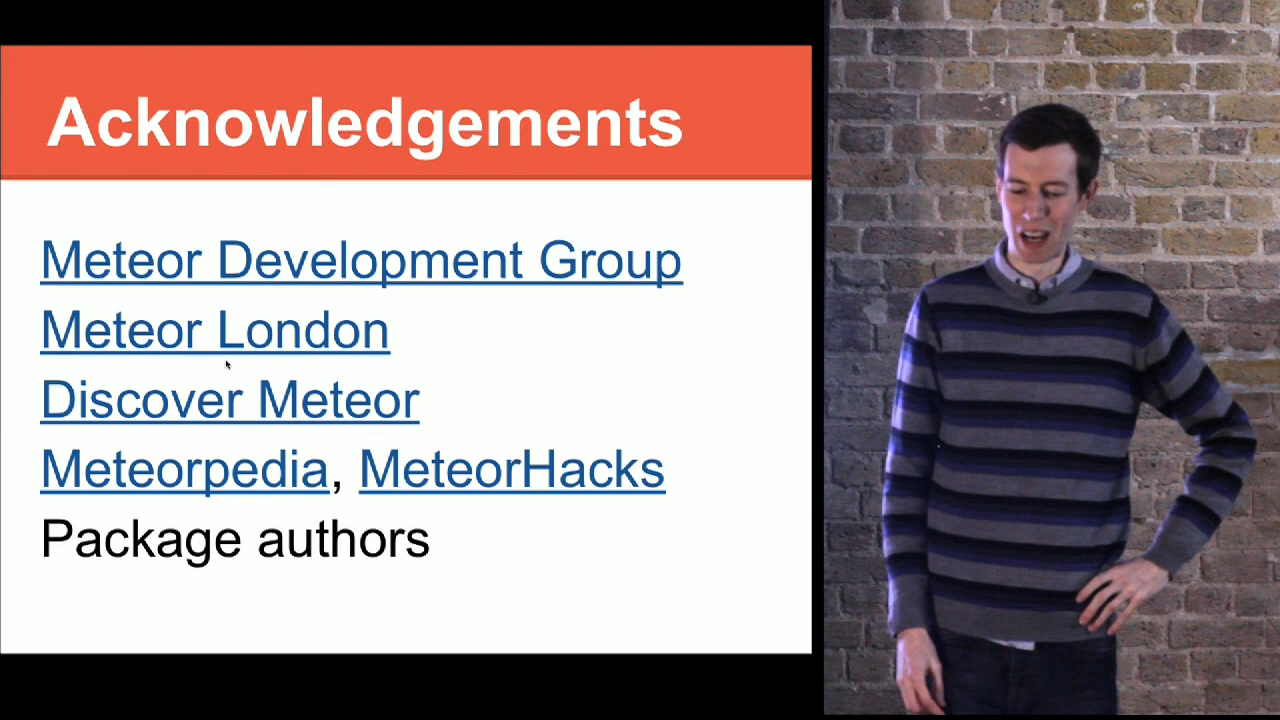 Acknowledgements
Meteor Development Group
Meteor London
Discover Meteor
Meteorpedia, MeteorHacks
Package authors